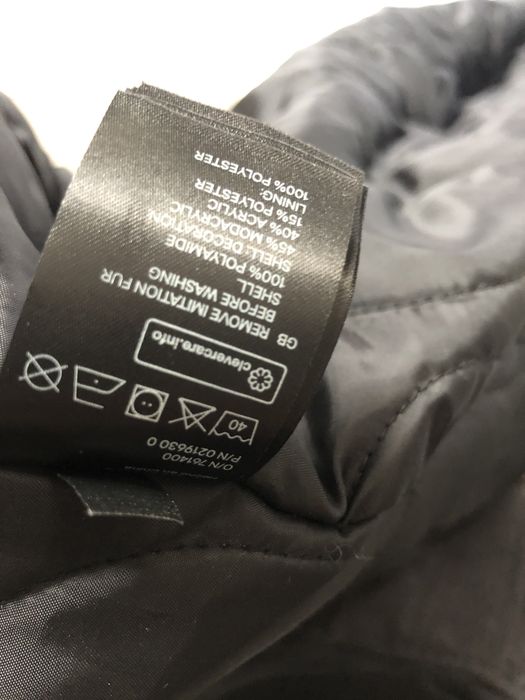 P/N 0219630 0
O/N 761400
40
clevercare.info
GB REMOVE IMITATION FUR
BEFORE WASHING
SHELL
100% POLYAMIDE
SHELL DECORATION
45% MODACRYLIC
40% ACRYLIC
15% POLYESTER
LINING:
100% POLYESTER